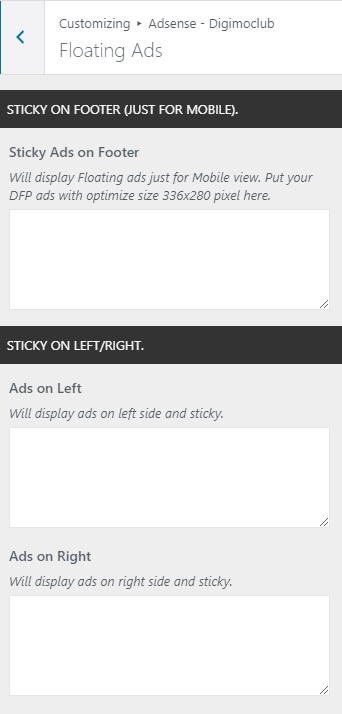 Customizing ▸ Adsense - Digimoclub
Floating Ads
STICKY ON FOOTER (JUST FOR MOBILE).
Sticky Ads on Footer
Will display Floating ads just for Mobile view. Put your
DFP ads with optimize size 336x280 pixel here.
STICKY ON LEFT/RIGHT.
Ads on Left
Will display ads on left side and sticky.
Ads on Right
Will display ads on right side and sticky.